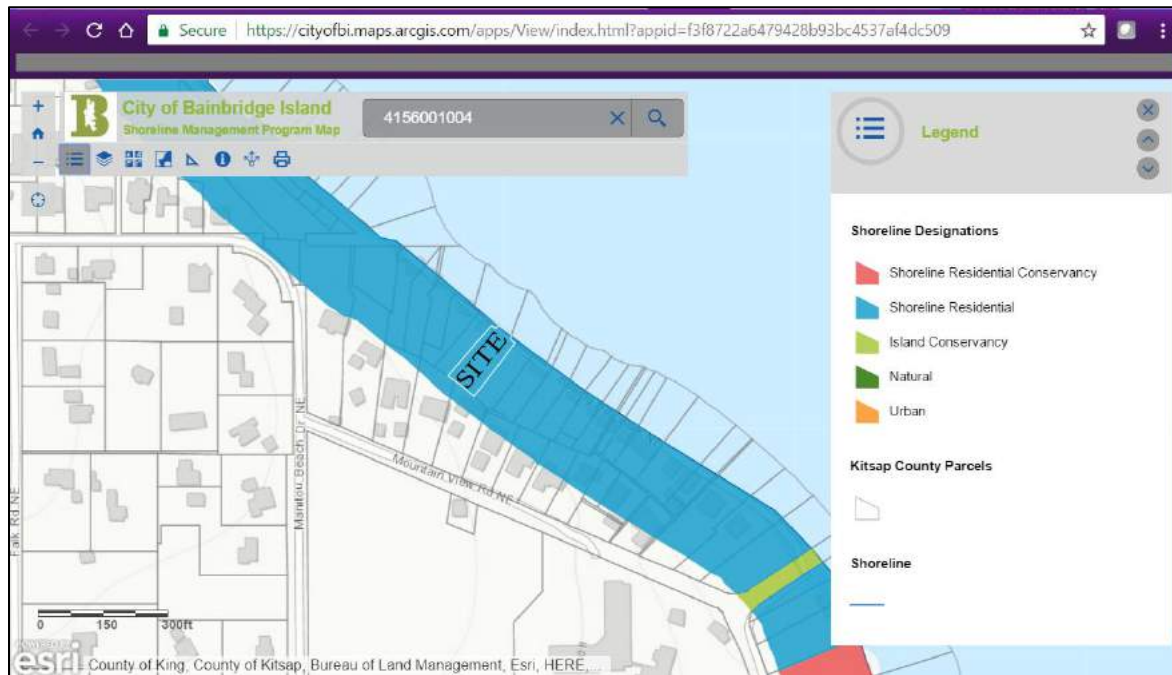 Secure
https://cityofbi.maps.arcgis.com/apps/View/index.html?appid=f3f8722a6479428b93bc4537af4dc509
City of Bainbridge Island
Shoreline Management Program Map
4156001004
Legend
Shoreline Designations
Shoreline Residential Conservancy
Shoreline Residential
Island Conservancy
Natural
Urban
Kitsap County Parcels
Shoreline
SITE
Manitou Beach Dr NE
Mountain View Rd NE
Falk Rd NE
0 150 300ft
esri
County of King, County of Kitsap, Bureau of Land Management, Esri, HERE,...